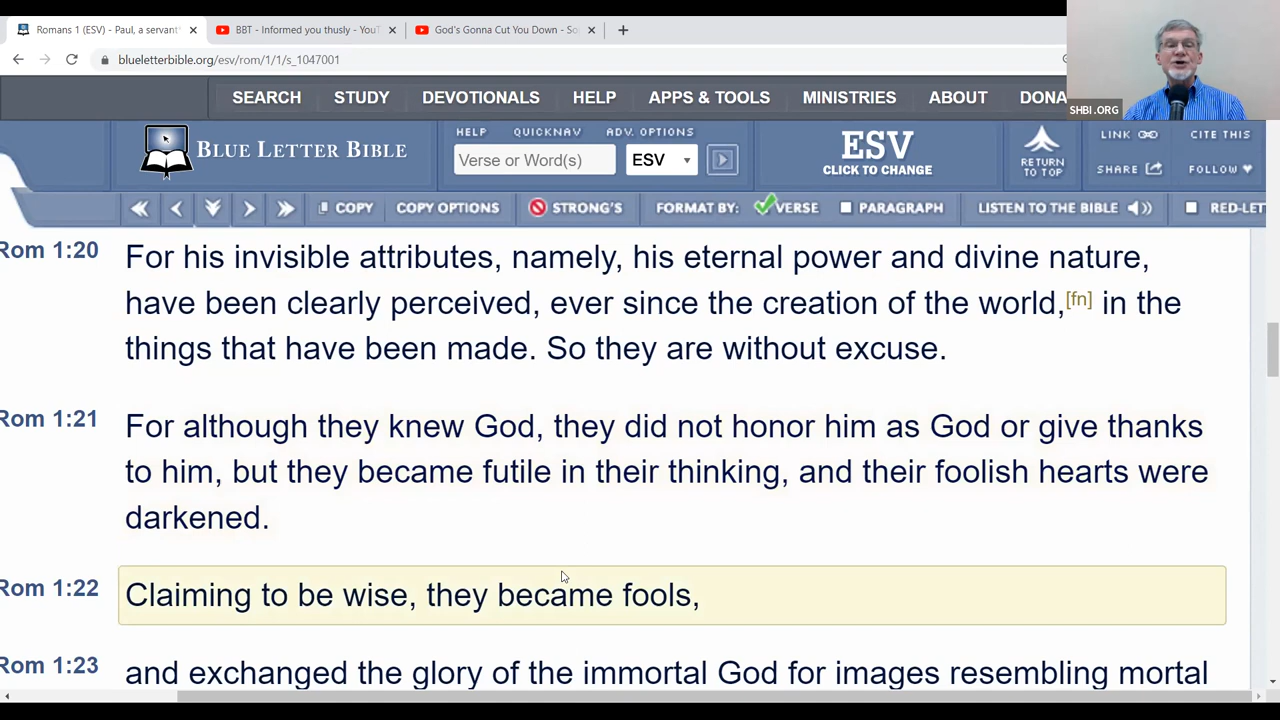 Romans 1 (ESV) - Paul, a servant
BBT - Informed you thusly - YouT
God's Gonna Cut You Down - So
blueletterbible.org/esv/rom/1/1/s_1047001
SHBI.ORG
SEARCH STUDY DEVOTIONALS HELP APPS & TOOLS MINISTRIES ABOUT DONA
BLUE LETTER BIBLE
HELP QUICKNAV ADV. OPTIONS
Verse or Word(s) ESV
ESV
CLICK TO CHANGE
RETURN
TO TOP
LINK CITE THIS
SHARE FOLLOW
COPY COPY OPTIONS STRONG'S FORMAT BY: VERSE PARAGRAPH LISTEN TO THE BIBLE RED-LET
Rom 1:20 For his invisible attributes, namely, his eternal power and divine nature,
have been clearly perceived, ever since the creation of the world,[fn] in the
things that have been made. So they are without excuse.
Rom 1:21 For although they knew God, they did not honor him as God or give thanks
to him, but they became futile in their thinking, and their foolish hearts were
darkened.
Rom 1:22 Claiming to be wise, they became fools,
Rom 1:23 and exchanged the glory of the immortal God for images resembling mortal